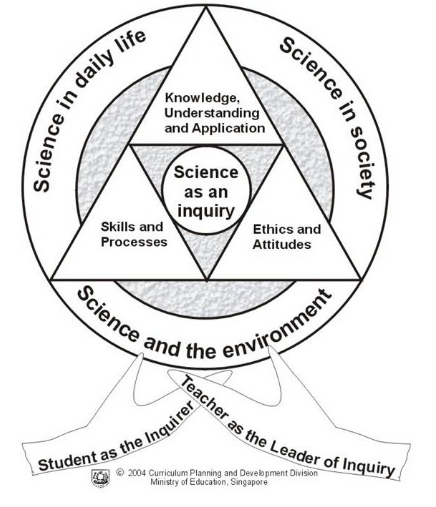 Science in daily life
Science in society
Knowledge,
Understanding
and Application
Science
as an
inquiry
Skills and
Processes
Ethics and
Attitudes
Science and the environment
Student as the Inquirer
Teacher as the Leader of Inquiry
© 2004 Curriculum Planning and Development Division
Ministry of Education, Singapore